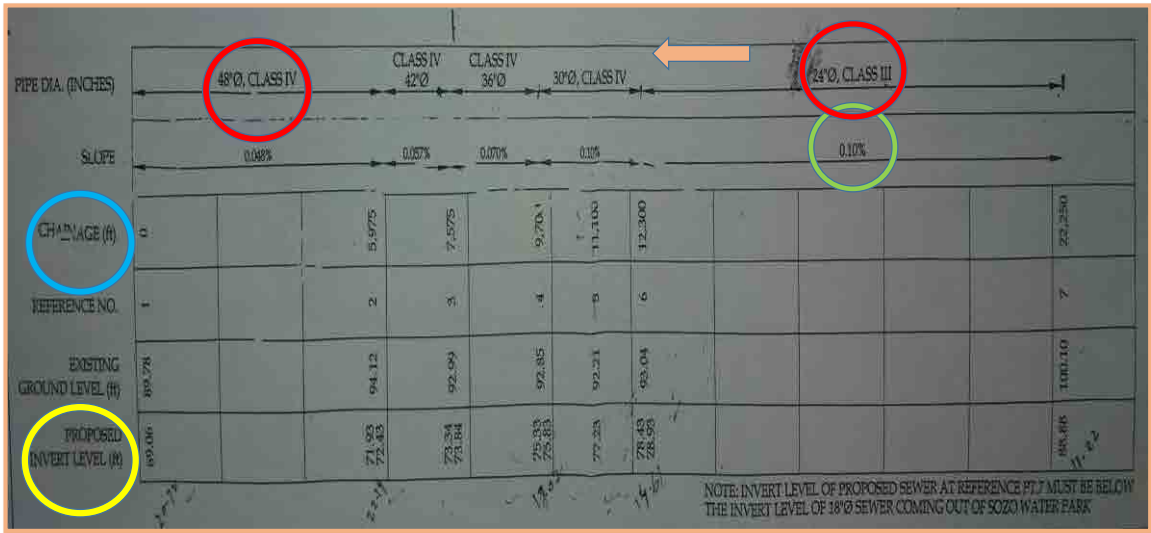 PIPE DIA. (INCHES) 48"Ø, CLASS IV CLASS IV 42"Ø CLASS IV 36"Ø 30"Ø, CLASS IV 24"Ø, CLASS III
SLOPE 0.048% 0.057% 0.070% 0.10% 0.10%
(ft) 0 5,975 7,575 11,100 12,300 22,250
REFERENCE NO. 1 2 3 4 5 6 7
EXISTING
GROUND LEVEL (ft) 89.78 94.12 92.99 92.85 92.21 93.04 100.10
PROPOSED
INVERT LEVEL (ft) 69.06 71.93 72.43 73.34 73.84 75.33 75.83 77.23 78.43 78.93 88.88
NOTE: INVERT LEVEL OF PROPOSED SEWER AT REFERENCE PT.7 MUST BE BELOW
THE INVERT LEVEL OF 18"Ø SEWER COMING OUT OF SOZO WATER PARK